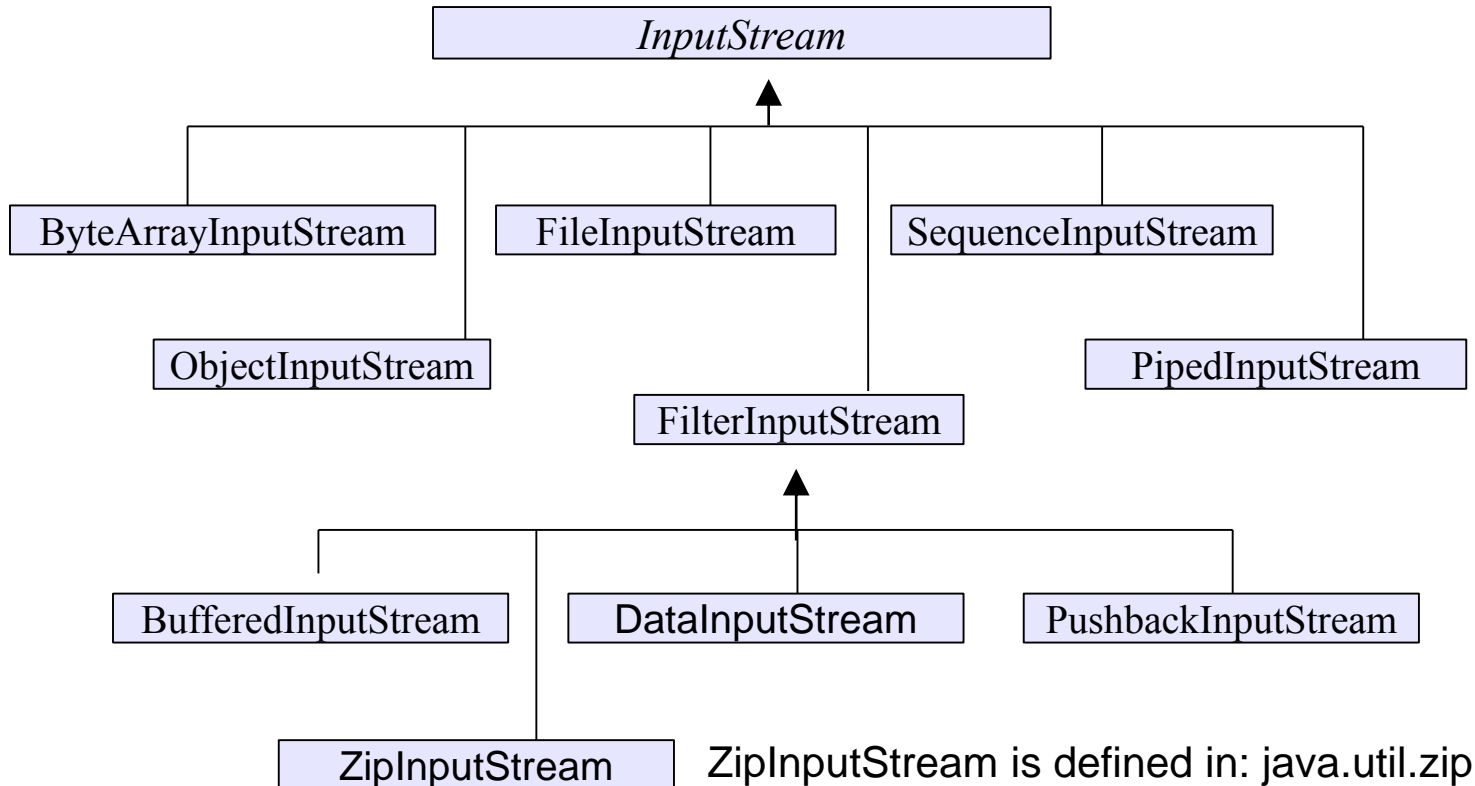 InputStream
ByteArrayInputStream
FileInputStream
SequenceInputStream
ObjectInputStream
PipedInputStream
FilterInputStream
BufferedInputStream
DataInputStream
PushbackInputStream
ZipInputStream
ZipInputStream is defined in: java.util.zip